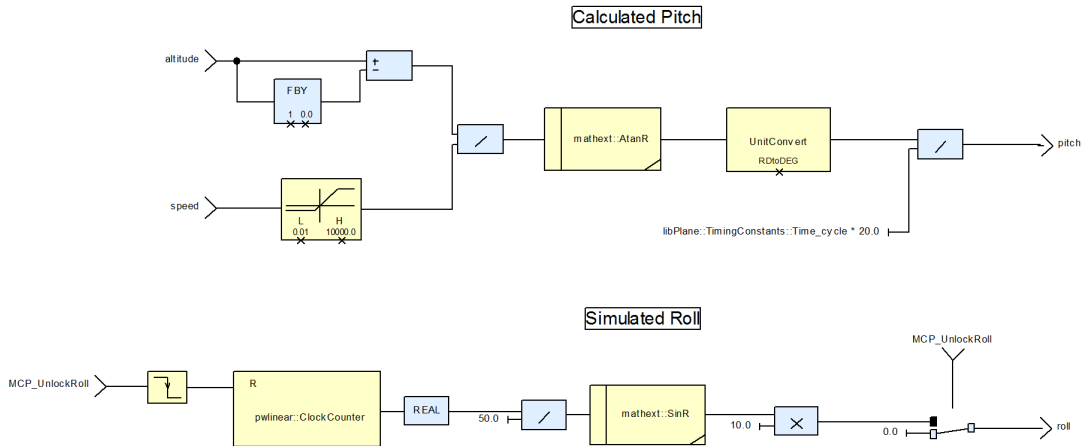 Calculated Pitch
altitude
±
FBY
1 0.0
mathext::AtanR
UnitConvert
RDtoDEG
pitch
speed
L H
0.01 10000.0
libPlane::TimingConstants::Time_cycle * 20.0
Simulated Roll
MCP_UnlockRoll
MCP_UnlockRoll
R
pwlinear::ClockCounter
REAL
50.0
mathext::SinR
10.0
0.0
roll